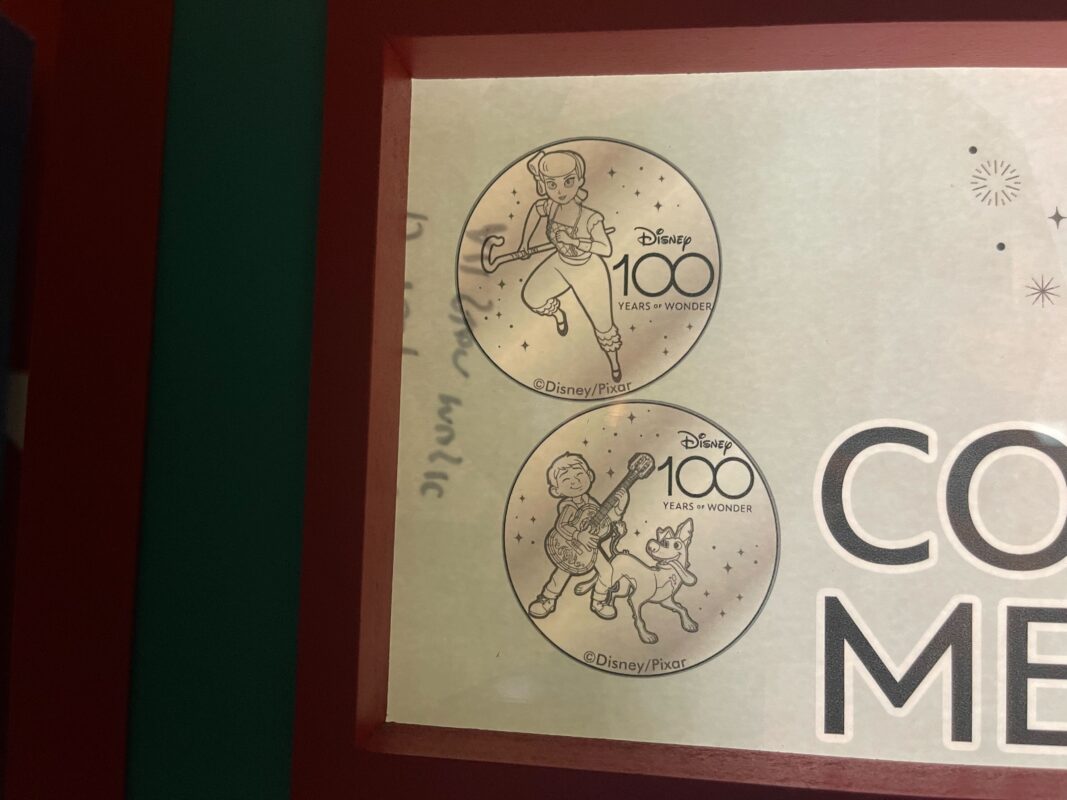 Disney
100
YEARS OF WONDER
©Disney/Pixar
Disney
100
YEARS OF WONDER
©Disney/Pixar
CO
ME